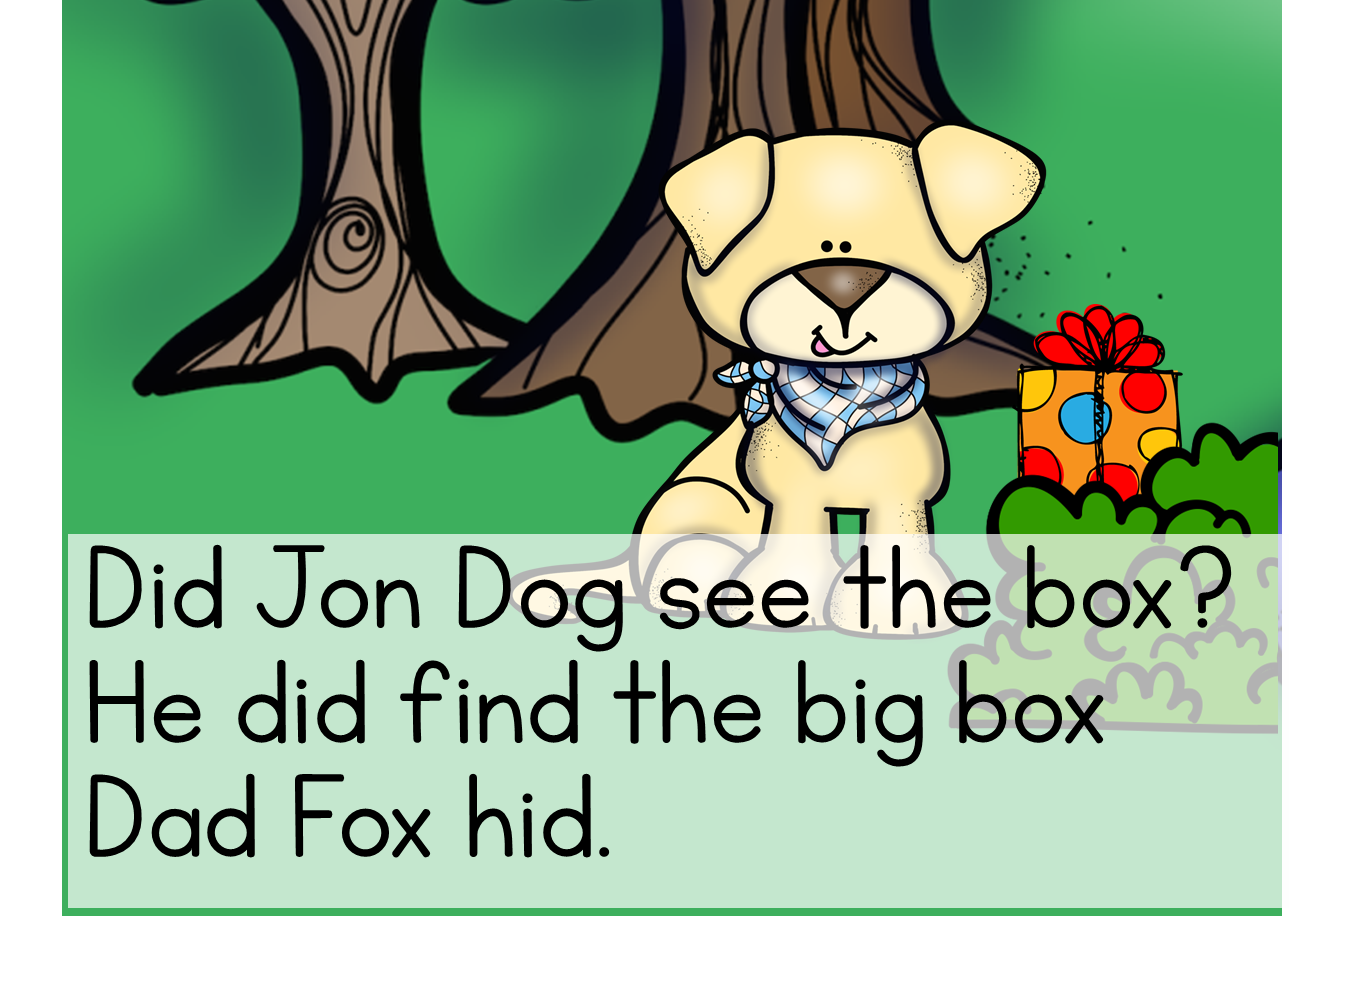 Did Jon Dog see the box?
He did find the big box
Dad Fox hid.